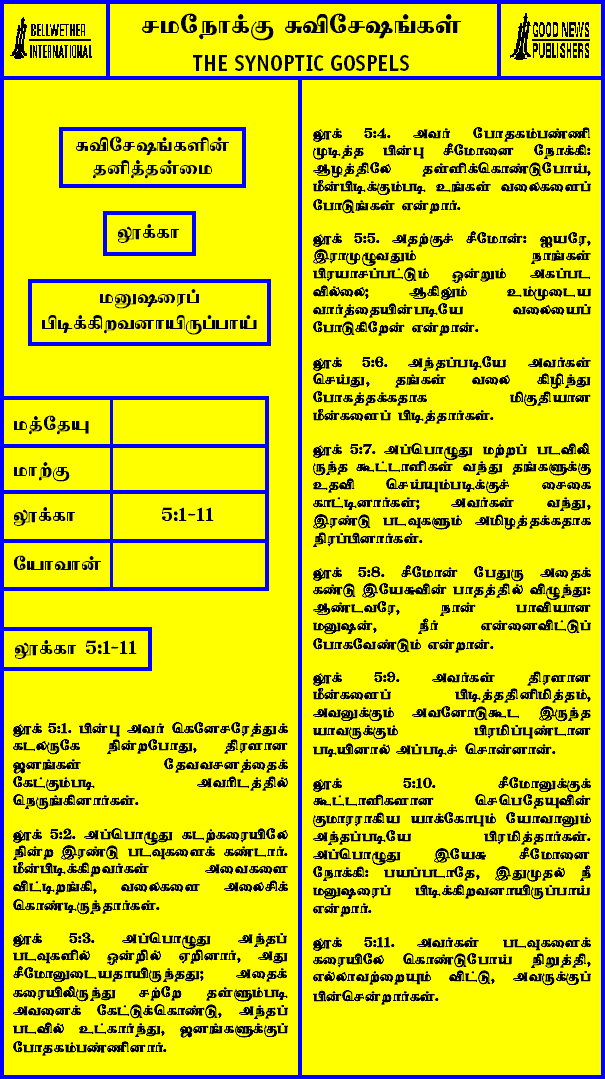 BELLWETHER
INTERNATIONAL
சமநோக்கு சுவிசேஷங்கள்
THE SYNOPTIC GOSPELS
GOOD NEWS
PUBLISHERS
சுவிசேஷங்களின்
தனித்தன்மை
லூக்கா
மனுஷரைப்
பிடிக்கிறவனாயிருப்பாய்
மத்தேயு
மாற்கு
லூக்கா 5:1-11
யோவான்
லூக்கா 5:1-11
லூக் 5:1. பின்பு அவர் கெனேசரேத்துக்
கடலருகே நின்றபோது, திரளான
ஜனங்கள் தேவவசனத்தைக்
கேட்கும்படி அவரிடத்தில்
நெருங்கினார்கள்.
லூக் 5:2. அப்பொழுது கடற்கரையிலே
நின்ற இரண்டு படவுகளைக் கண்டார்.
மீன்பிடிக்கிறவர்கள் அவைகளை
விட்டிறங்கி, வலைகளை அலைசிக்
கொண்டிருந்தார்கள்.
லூக் 5:3. அப்பொழுது அந்தப்
படவுகளில் ஒன்றில் ஏறினார், அது
சீமோனுடையதாயிருந்தது; அதைக்
கரையிலிருந்து சற்றே தள்ளும்படி
அவனைக் கேட்டுக்கொண்டு, அந்தப்
படவில் உட்கார்ந்து, ஜனங்களுக்குப்
போதகம்பண்ணினார்.
லூக் 5:4. அவர் போதகம்பண்ணி
முடித்த பின்பு சீமோனை நோக்கி:
ஆழத்திலே தள்ளிக்கொண்டுபோய்,
மீன்பிடிக்கும்படி உங்கள் வலைகளைப்
போடுங்கள் என்றார்.
லூக் 5:5. அதற்குச் சீமோன்: ஐயரே,
இராமுழுவதும் நாங்கள்
பிரயாசப்பட்டும் ஒன்றும் அகப்பட
வில்லை; ஆகிலும் உம்முடைய
வார்த்தையின்படியே வலையைப்
போடுகிறேன் என்றான்.
லூக் 5:6. அந்தப்படியே அவர்கள்
செய்து, தங்கள் வலை கிழிந்து
போகத்தக்கதாக மிகுதியான
மீன்களைப் பிடித்தார்கள்.
லூக் 5:7. அப்பொழுது மற்றப் படவிலி
ருந்த கூட்டாளிகள் வந்து தங்களுக்கு
உதவி செய்யும்படிக்குச் சைகை
காட்டினார்கள்; அவர்கள் வந்து,
இரண்டு படவுகளும் அமிழத்தக்கதாக
நிரப்பினார்கள்.
லூக் 5:8. சீமோன் பேதுரு அதைக்
கண்டு இயேசுவின் பாதத்தில் விழுந்து:
ஆண்டவரே, நான் பாவியான
மனுஷன், நீர் என்னைவிட்டுப்
போகவேண்டும் என்றான்.
லூக் 5:9. அவர்கள் திரளான
மீன்களைப் பிடித்ததினிமித்தம்,
அவனுக்கும் அவனோடுகூட இருந்த
யாவருக்கும் பிரமிப்புண்டான
படியினால் அப்படிச் சொன்னான்.
லூக் 5:10. சீமோனுக்குக்
கூட்டாளிகளான செபெதேயுவின்
குமாரராகிய யாக்கோபும் யோவானும்
அந்தப்படியே பிரமித்தார்கள்.
அப்பொழுது இயேசு சீமோனை
நோக்கி: பயப்படாதே, இதுமுதல் நீ
மனுஷரைப் பிடிக்கிறவனாயிருப்பாய்
என்றார்.
லூக் 5:11. அவர்கள் படவுகளைக்
கரையிலே கொண்டுபோய் நிறுத்தி,
எல்லாவற்றையும் விட்டு, அவருக்குப்
பின்சென்றார்கள்.